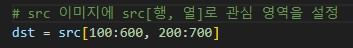 # src 이미지에 src[행, 열]로 관심 영역을 설정
dst = src[100:600, 200:700]